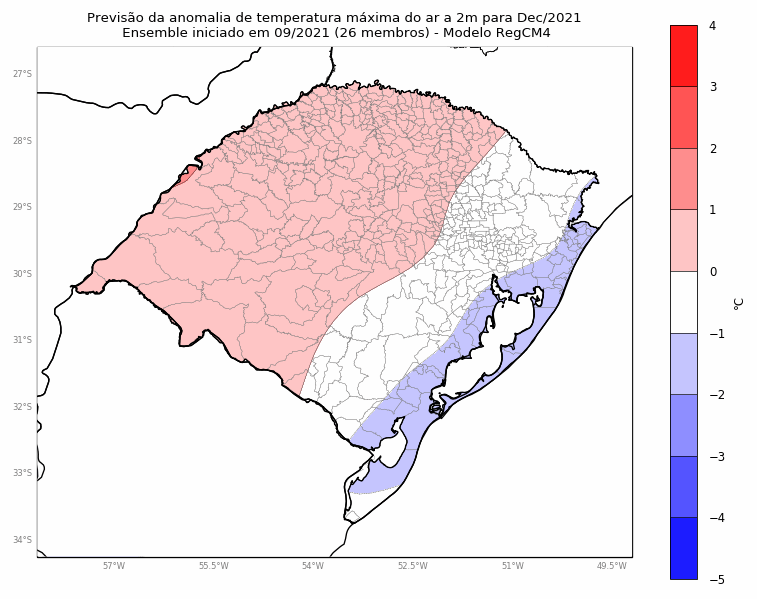 Previsão da anomalia de temperatura máxima do ar a 2m para Dec/2021
Ensemble iniciado em 09/2021 (26 membros) - Modelo RegCM4
27°S
28°S
29°S
30°S
31°S
32°S
33°S
34°S
57°W
55.5°W
54°W
52.5°W
51°W
49.5°W
4
3
2
1
0
−1
−2
−3
−4
−5
°C